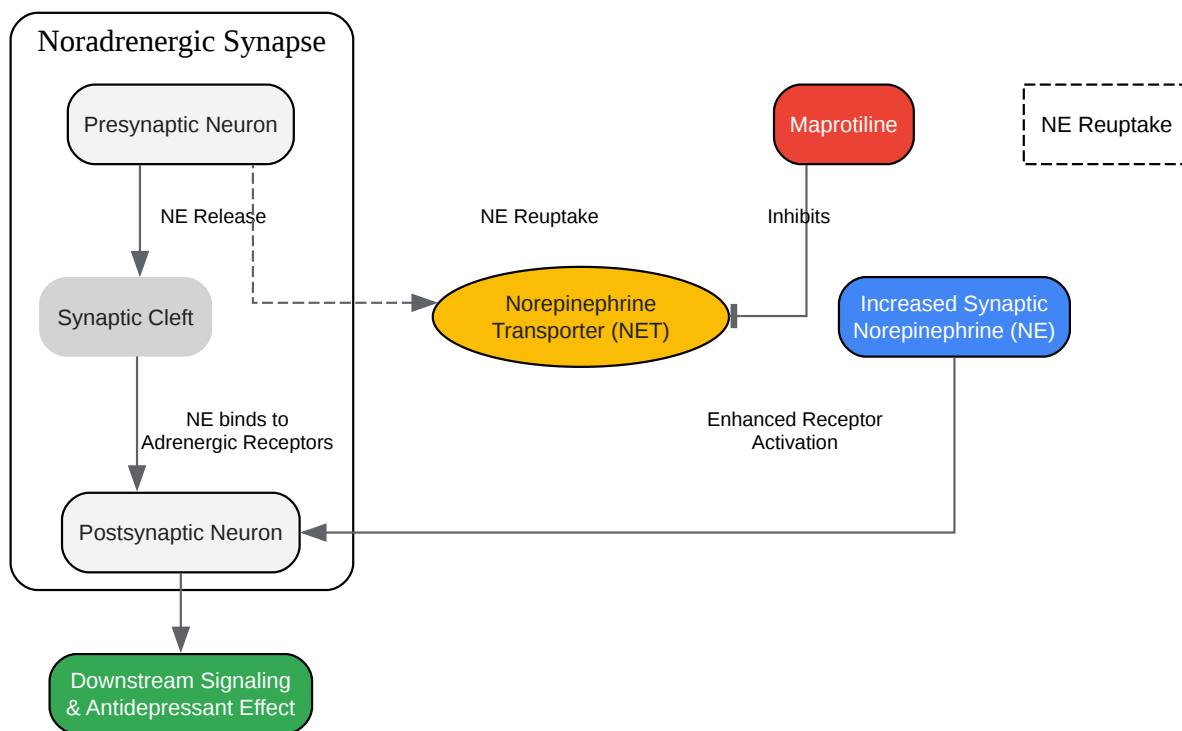 Noradrenergic Synapse
Presynaptic Neuron
Maprotiline
NE Reuptake
NE Release
NE Reuptake
Inhibits
Synaptic Cleft
Norepinephrine
Transporter (NET)
Increased Synaptic
Norepinephrine (NE)
NE binds to
Adrenergic Receptors
Enhanced Receptor
Activation
Postsynaptic Neuron
Downstream Signaling
& Antidepressant Effect